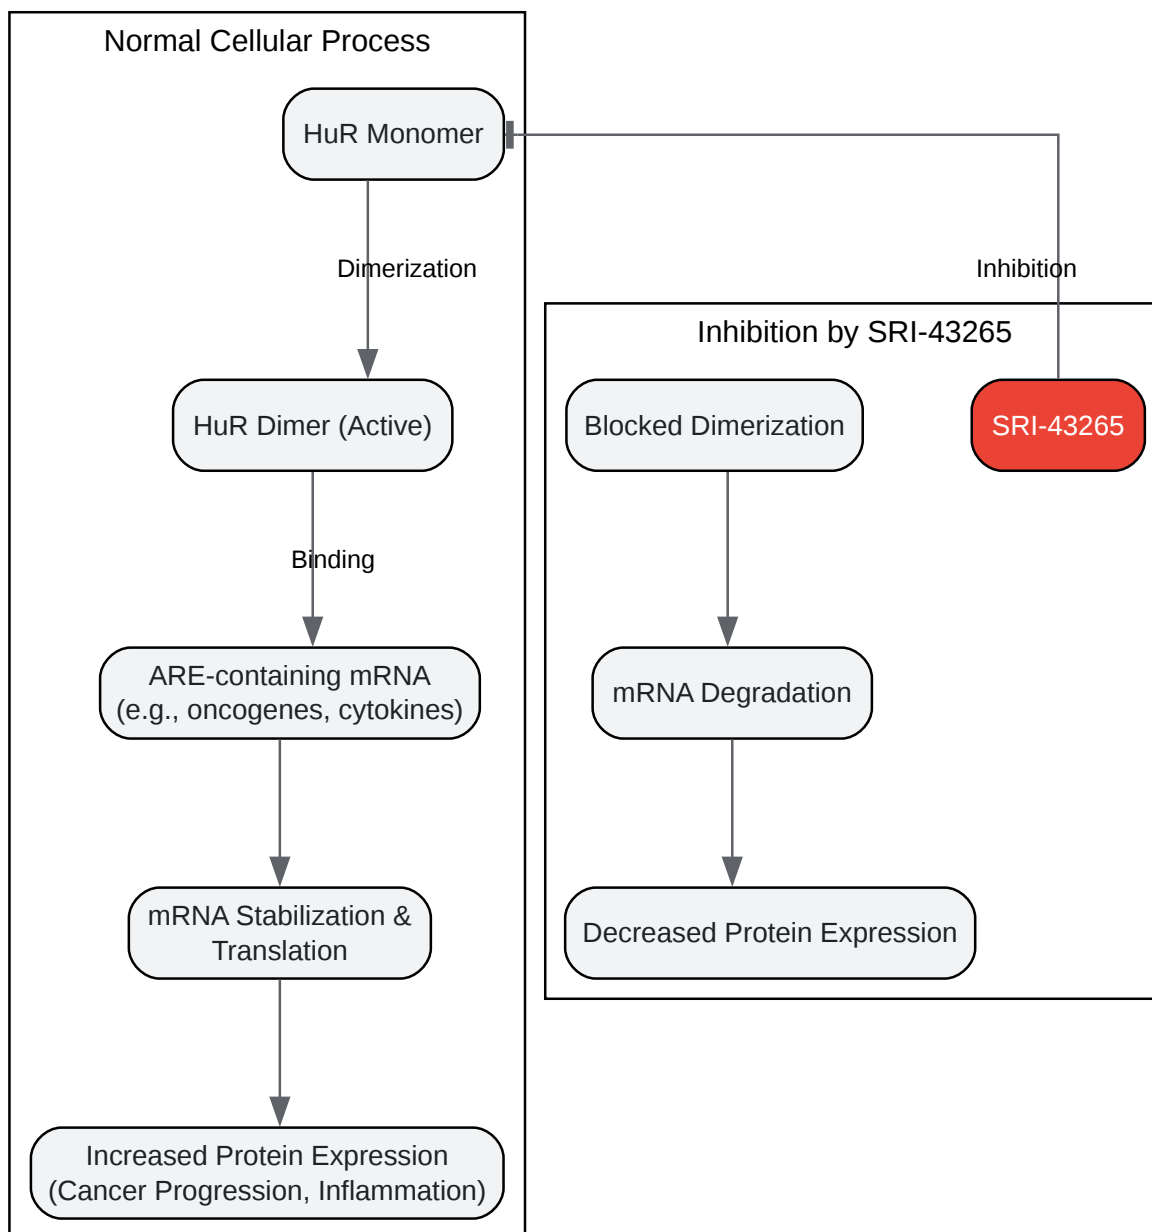 Normal Cellular Process
HuR Monomer
Dimerization
HuR Dimer (Active)
Binding
ARE-containing mRNA
(e.g., oncogenes, cytokines)
mRNA Stabilization &
Translation
Increased Protein Expression
(Cancer Progression, Inflammation)
Inhibition
Inhibition by SRI-43265
Blocked Dimerization
SRI-43265
mRNA Degradation
Decreased Protein Expression